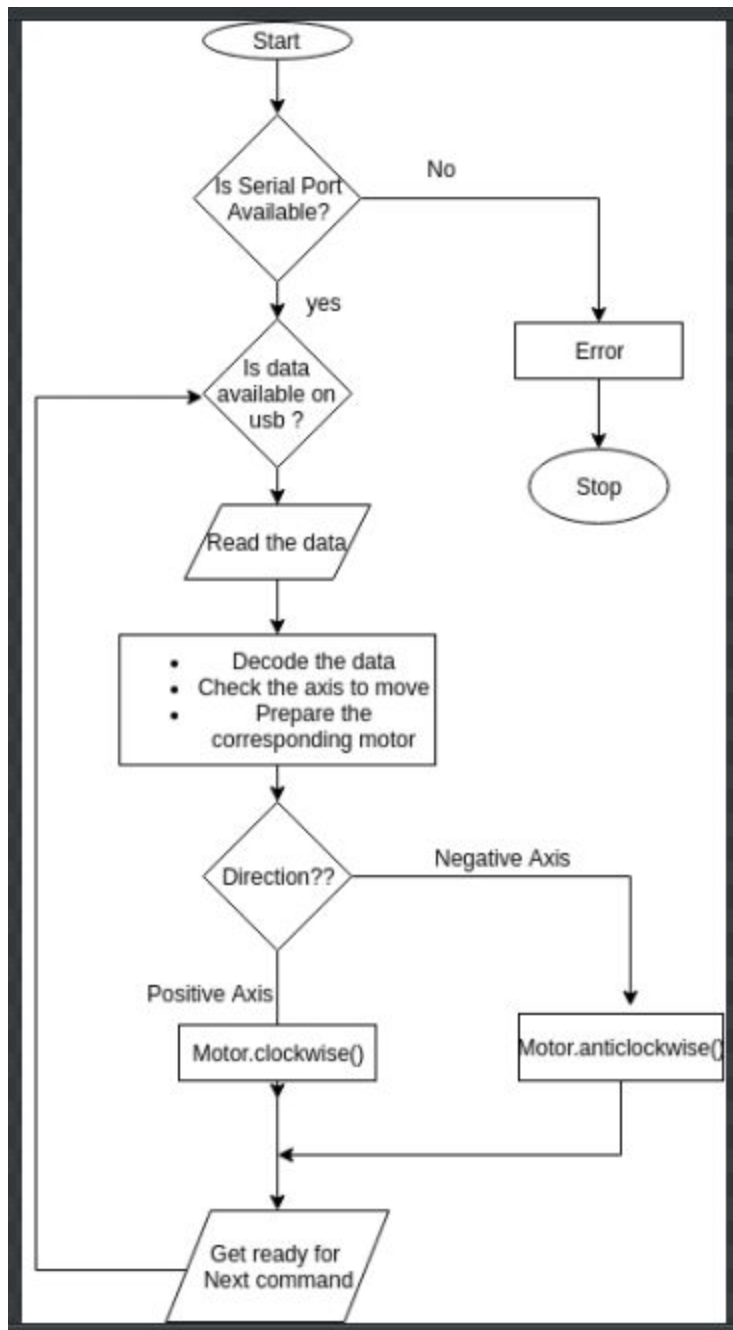 Start
No
Is Serial Port
Available?
yes
Is data
available on
usb ?
Error
Stop
Read the data
• Decode the data
• Check the axis to move
• Prepare the
corresponding motor
Negative Axis
Direction??
Positive Axis
Motor.clockwise()
Motor.anticlockwise()
Get ready for
Next command